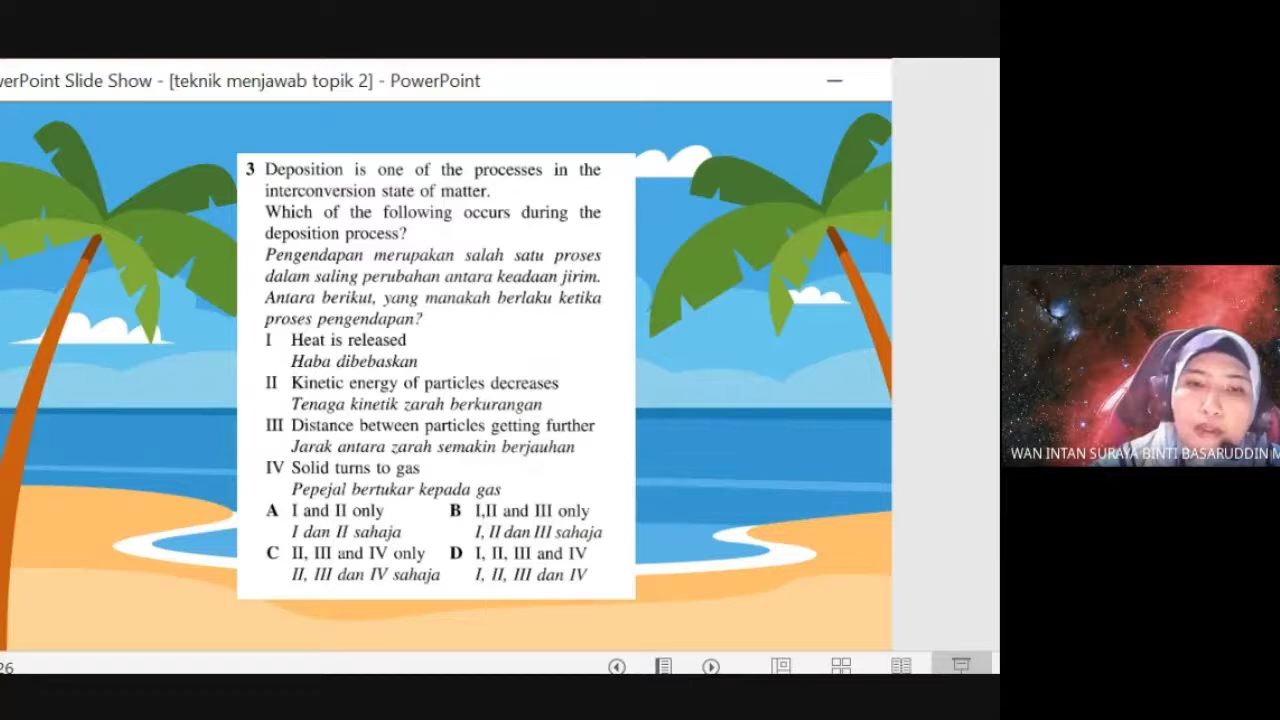 werPoint Slide Show - [teknik menjawab topik 2] - PowerPoint
3 Deposition is one of the processes in the
interconversion state of matter.
Which of the following occurs during the
deposition process?
Pengendapan merupakan salah satu proses
dalam saling perubahan antara keadaan jirim.
Antara berikut, yang manakah berlaku ketika
proses pengendapan?
I Heat is released
Haba dibebaskan
II Kinetic energy of particles decreases
Tenaga kinetik zarah berkurangan
III Distance between particles getting further
Jarak antara zarah semakin berjauhan
IV Solid turns to gas
Pepejal bertukar kepada gas
A I and II only B I,II and III only
I dan II sahaja I, II dan III sahaja
C II, III and IV only D I, II, III and IV
II, III dan IV sahaja I, II, III dan IV
WAN INTAN SURAYA BINTI BASARUDDIN M
26